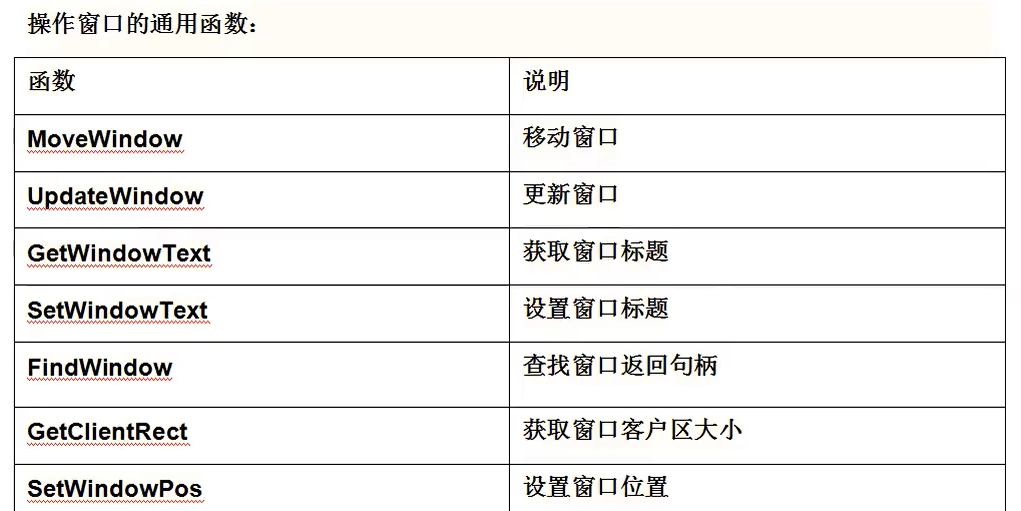 操作窗口的通用函数：
函数 说明
MoveWindow 移动窗口
UpdateWindow 更新窗口
GetWindowText 获取窗口标题
SetWindowText 设置窗口标题
FindWindow 查找窗口返回句柄
GetClientRect 获取窗口客户区大小
SetWindowPos 设置窗口位置